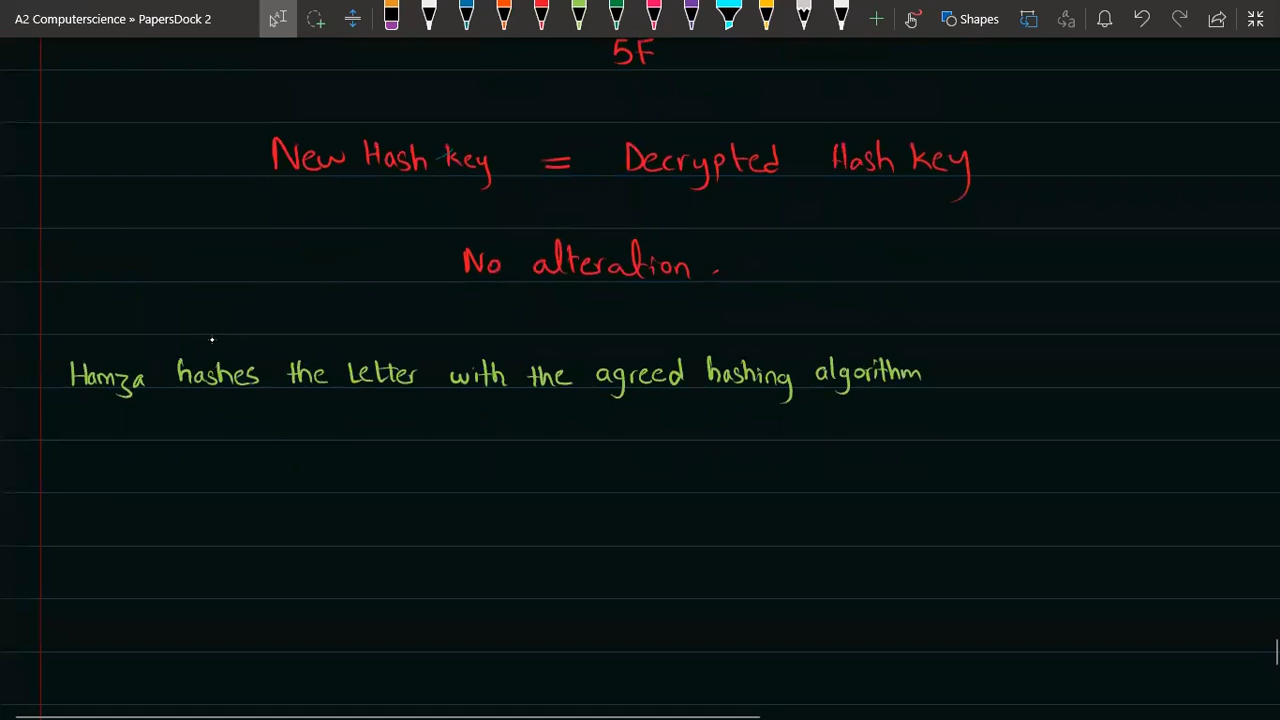 A2 Computerscience » PapersDock 2
Shapes
5F
New Hash key = Decrypted Hash key
No alteration.
Hamza hashes the Letter with the agreed hashing algorithm